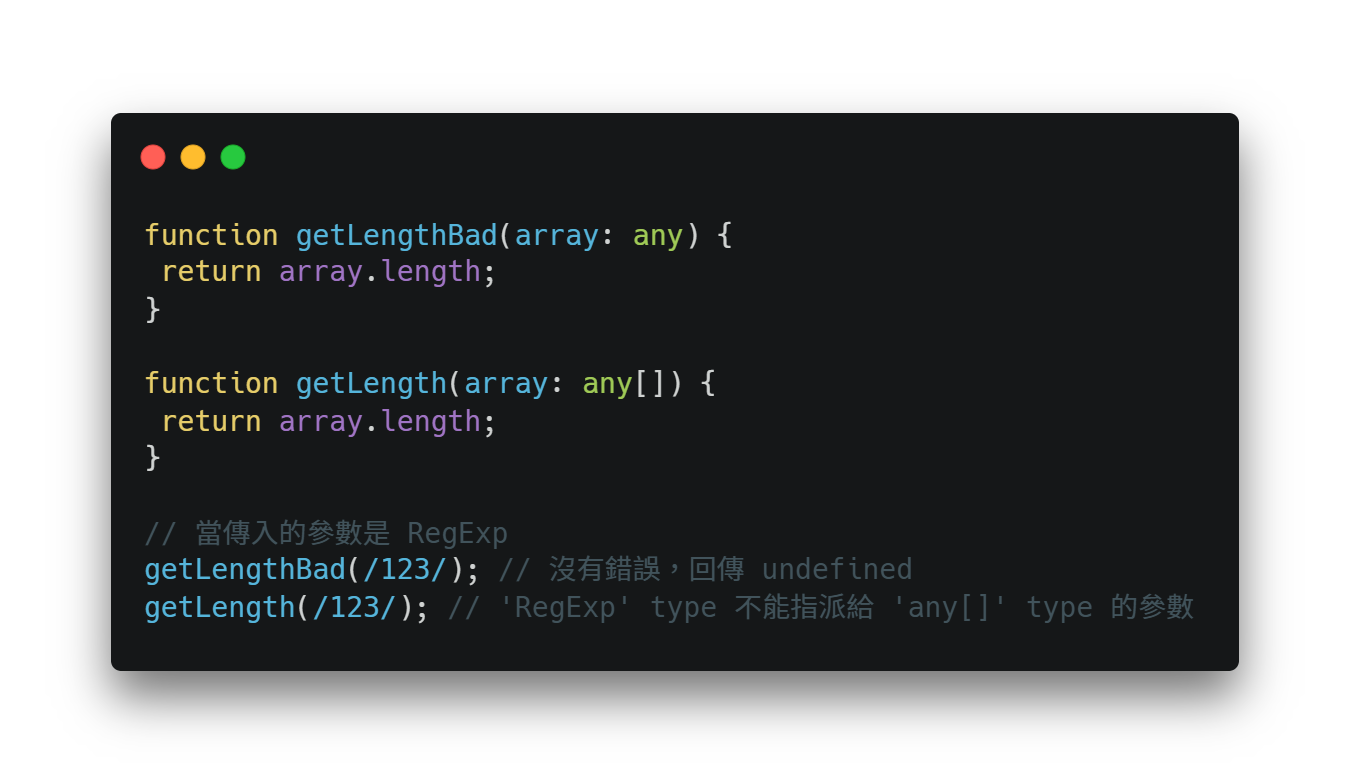 function getLengthBad(array: any) {
 return array.length;
}

function getLength(array: any[]) {
 return array.length;
}

// 當傳入的參數是 RegExp
getLengthBad(/123/); // 沒有錯誤，回傳 undefined
getLength(/123/); // 'RegExp' type 不能指派給 'any[]' type 的參數